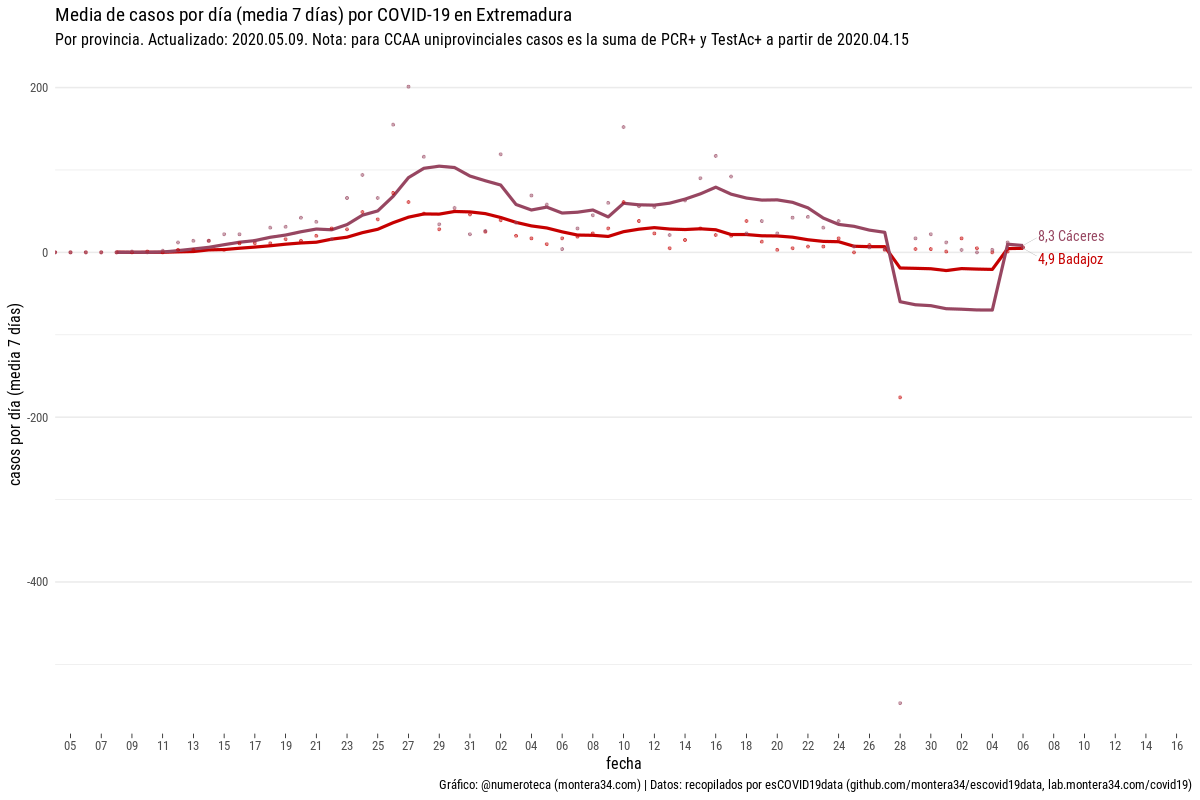 Media de casos por día (media 7 días) por COVID-19 en Extremadura
Por provincia. Actualizado: 2020.05.09. Nota: para CCAA uniprovinciales casos es la suma de PCR+ y TestAc+ a partir de 2020.04.15
casos por día (media 7 días)
200
0
-200
-400
8,3 Cáceres
4,9 Badajoz
05 07 09 11 13 15 17 19 21 23 25 27 29 31 02 04 06 08 10 12 14 16 18 20 22 24 26 28 30 02 04 06 08 10 12 14 16
fecha
Gráfico: @numeroteca (montera34.com) | Datos: recopilados por esCOVID19data (github.com/montera34/escovid19data, lab.montera34.com/covid19)